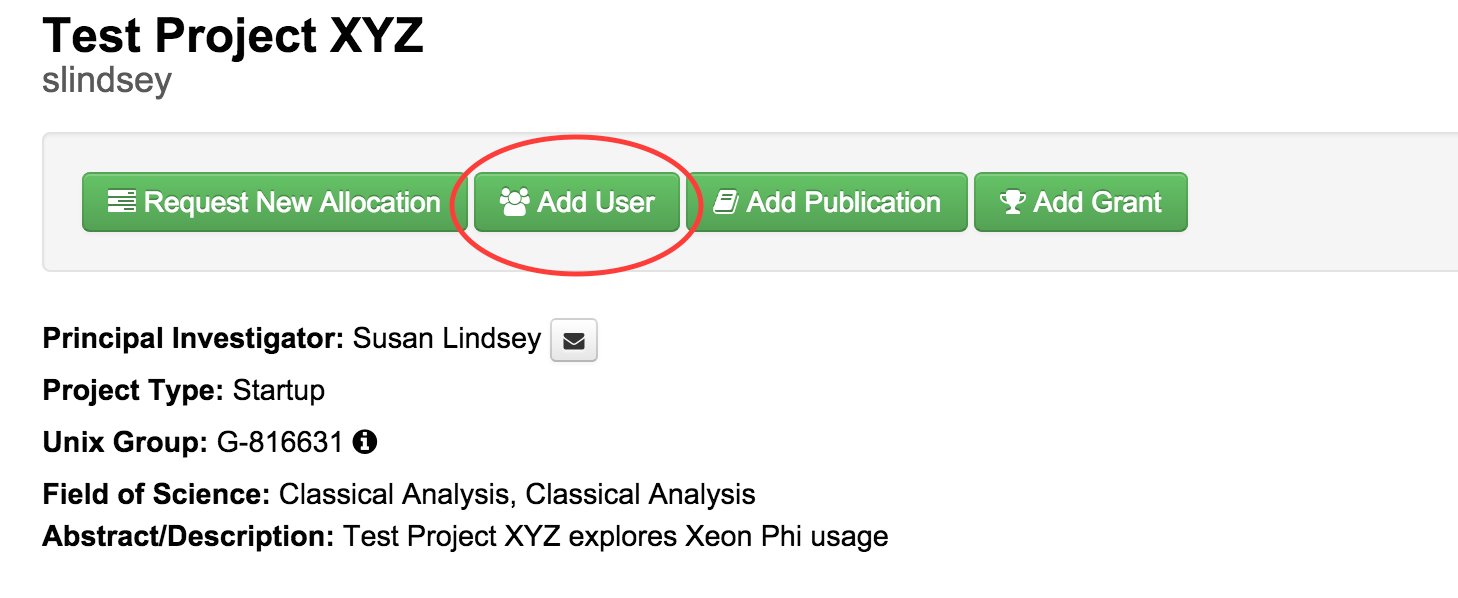 Test Project XYZ
slindsey
Request New Allocation Add User Add Publication Add Grant
Principal Investigator: Susan Lindsey
Project Type: Startup
Unix Group: G-816631
Field of Science: Classical Analysis, Classical Analysis
Abstract/Description: Test Project XYZ explores Xeon Phi usage